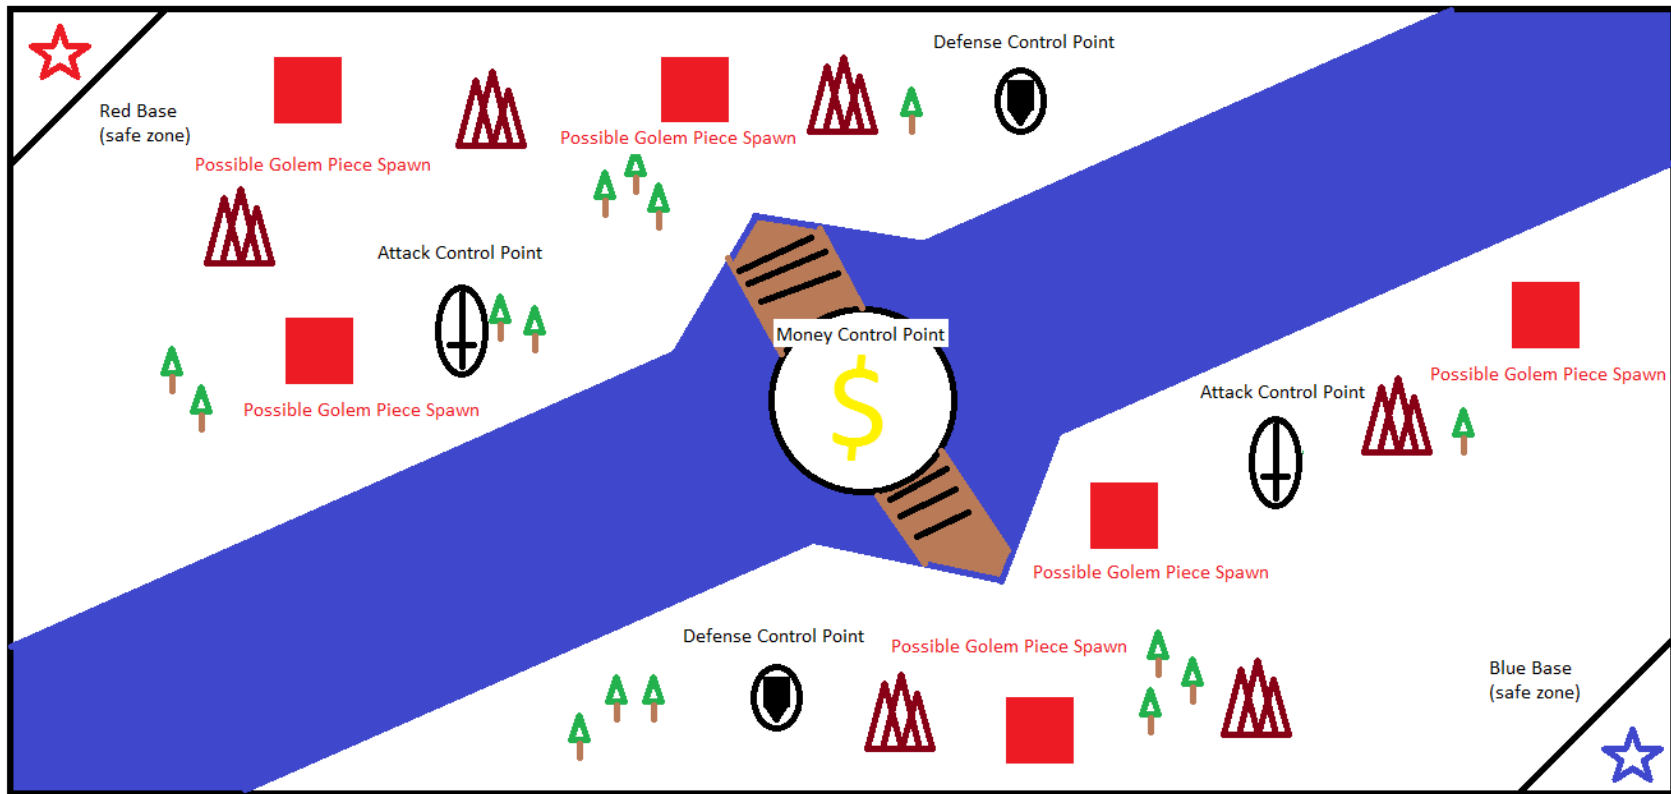 Defense Control Point
Red Base
(safe zone)
Possible Golem Piece Spawn
Possible Golem Piece Spawn
Attack Control Point
Money Control Point
$
Possible Golem Piece Spawn
Possible Golem Piece Spawn
Attack Control Point
Possible Golem Piece Spawn
Defense Control Point
Possible Golem Piece Spawn
Blue Base
(safe zone)